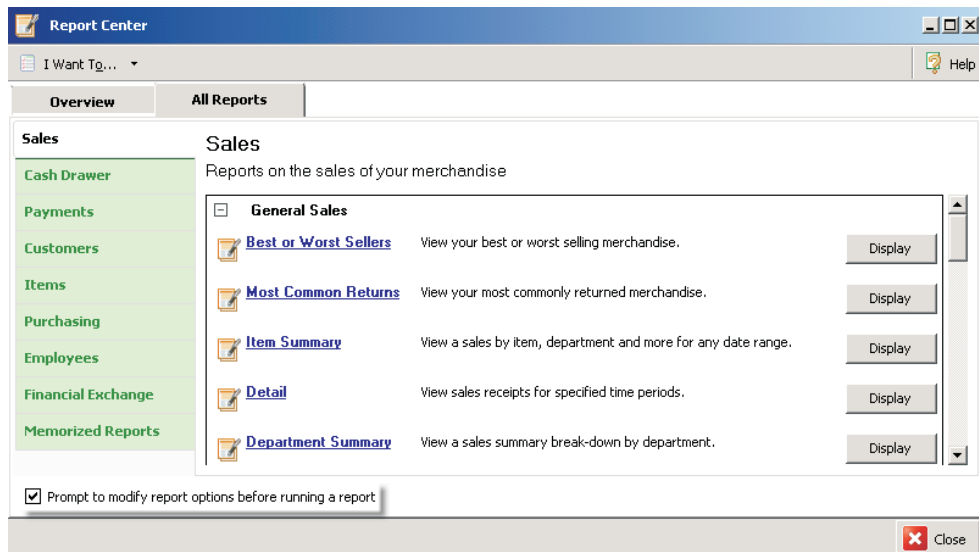 Report Center
I Want To... Help
Overview All Reports
Sales
Cash Drawer
Payments
Customers
Items
Purchasing
Employees
Financial Exchange
Memorized Reports
Sales
Reports on the sales of your merchandise
General Sales
Best or Worst Sellers View your best or worst selling merchandise. Display
Most Common Returns View your most commonly returned merchandise. Display
Item Summary View a sales by item, department and more for any date range. Display
Detail View sales receipts for specified time periods. Display
Department Summary View a sales summary break-down by department. Display
Prompt to modify report options before running a report
Close